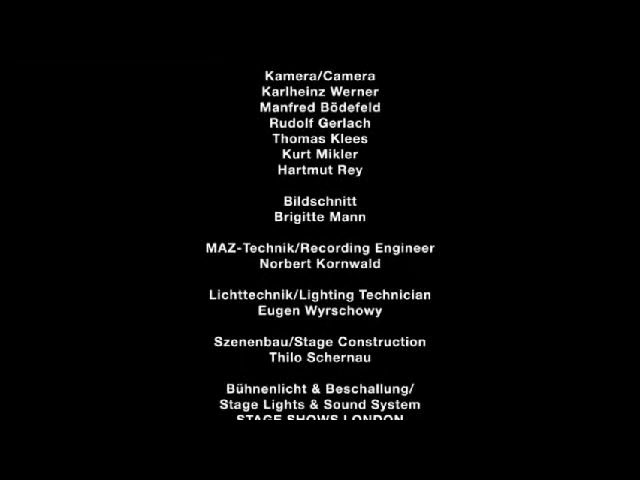 Kamera/Camera
Karlheinz Werner
Manfred Bödefeld
Rudolf Gerlach
Thomas Klees
Kurt Mikler
Hartmut Rey
Bildschnitt
Brigitte Mann
MAZ-Technik/Recording Engineer
Norbert Kornwald
Lichttechnik/Lighting Technician
Eugen Wyrschowy
Szenenbau/Stage Construction
Thilo Schernau
Bühnenlicht & Beschallung/
Stage Lights & Sound System
STAGE SHOWS LONDON